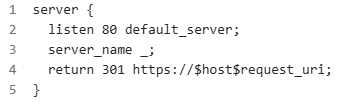 1 server {
2   listen 80 default_server;
3   server_name _;
4   return 301 https://$host$request_uri;
5 }